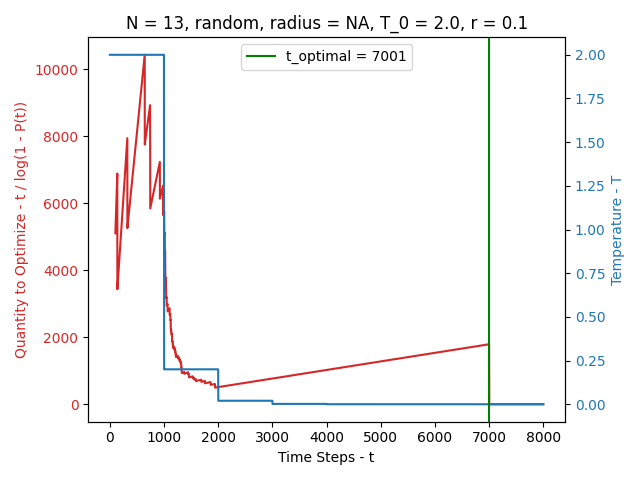 N = 13, random, radius = NA, T_0 = 2.0, r = 0.1
t_optimal = 7001
Quantity to Optimize - t / log(1 - P(t))
10000
8000
6000
4000
2000
0
2.00
1.75
1.50
1.25
1.00
0.75
0.50
0.25
0.00
Temperature - T
0 1000 2000 3000 4000 5000 6000 7000 8000
Time Steps - t